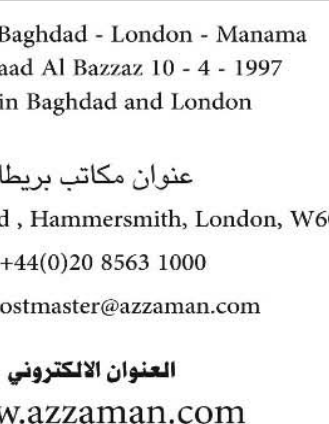 Baghdad - London - Manama
aad Al Bazzaz 10 - 4 - 1997
in Baghdad and London
عنوان مكاتب بريطا
d , Hammersmith, London, W60
+44(0)20 8563 1000
ostmaster@azzaman.com
العنوان الالكتروني
w.azzaman.com